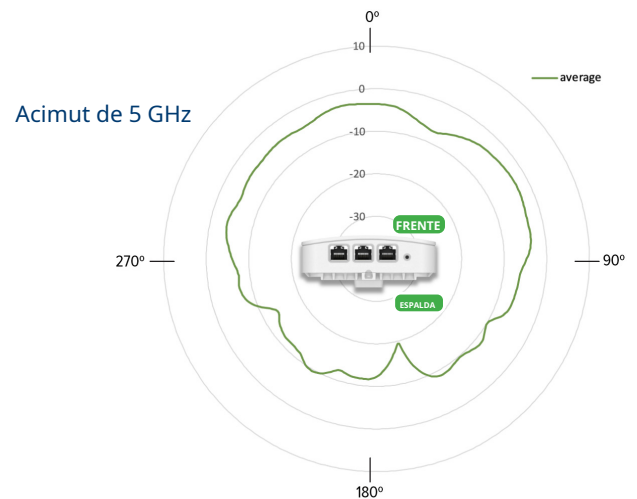 0º
10
average
0
Acimut de 5 GHz
-10
-20
-30
FRENTE
270º
90º
ESPALDA
180º